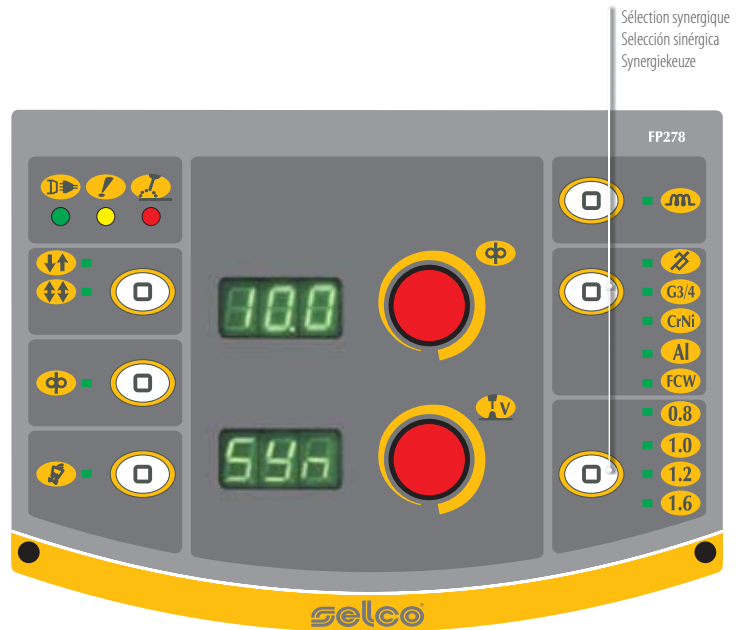 Sélection synergique
Selección sinérgica
Synergiekeuze
FP278
10.0
G3/4
CrNi
Al
FCW
V
0.8
Syn
1.0
1.2
1.6
selco